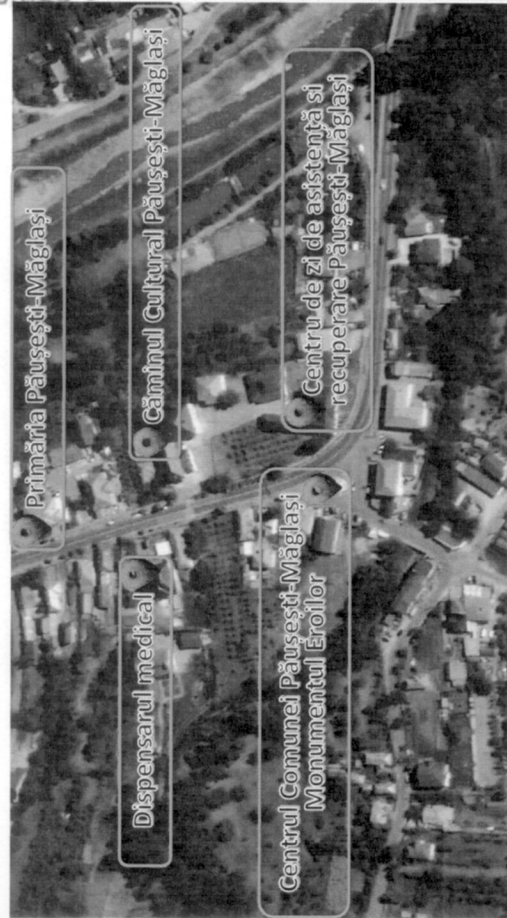 Primăria Păușești-Măglași
Căminul Cultural Păușești-Măglași
Centru de zi de asistență si
recuperare Păușești-Măglași
Dispensarul medical
Centrul Comunei Păușești-Măglași
Monumentul Eroilor